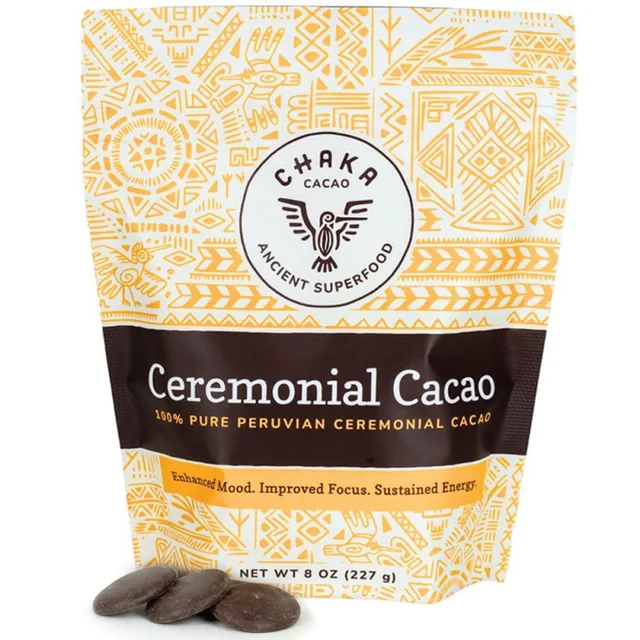 CHAKA
CACAO
ANCIENT SUPERFOOD
Ceremonial Cacao
100% PURE PERUVIAN CEREMONIAL CACAO
Enhanced Mood. Improved Focus. Sustained Energy.
NET WT 8 OZ (227 g)